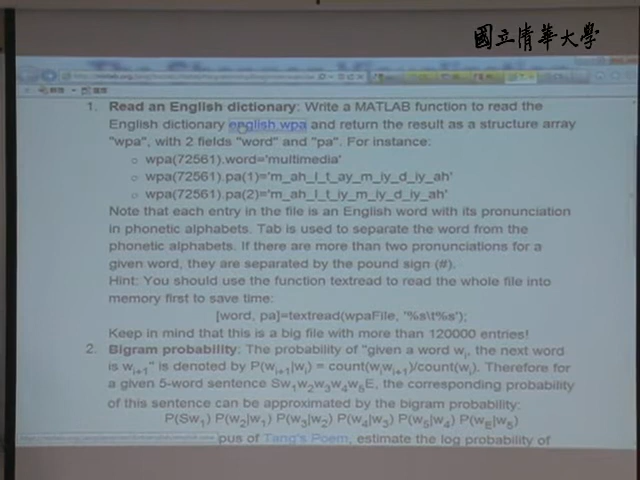 國立清華大學
1. Read an English dictionary: Write a MATLAB function to read the
English dictionary english.wpa and return the result as a structure array
"wpa", with 2 fields "word" and "pa". For instance:
○ wpa(72561).word='multimedia'
○ wpa(72561).pa(1)='m_ah_l_t_ay_m_iy_d_iy_ah'
○ wpa(72561).pa(2)='m_ah_l_t_iy_m_iy_d_iy_ah'
Note that each entry in the file is an English word with its pronunciation
in phonetic alphabets. Tab is used to separate the word from the
phonetic alphabets. If there are more than two pronunciations for a
given word, they are separated by the pound sign (#).
Hint: You should use the function textread to read the whole file into
memory first to save time:
[word, pa]=textread(wpaFile, '%s\t%s');
Keep in mind that this is a big file with more than 120000 entries!
2. Bigram probability: The probability of "given a word wi, the next word
is wi+1" is denoted by P(wi+1|wi) = count(wiwi+1)/count(wi). Therefore for
a given 5-word sentence Sw1w2w3w4w5E, the corresponding probability
of this sentence can be approximated by the bigram probability:
P(Sw1) P(w2|w1) P(w3|w2) P(w4|w3) P(w5|w4) P(wE|w5)
pus of Tang's Poem, estimate the log probability of